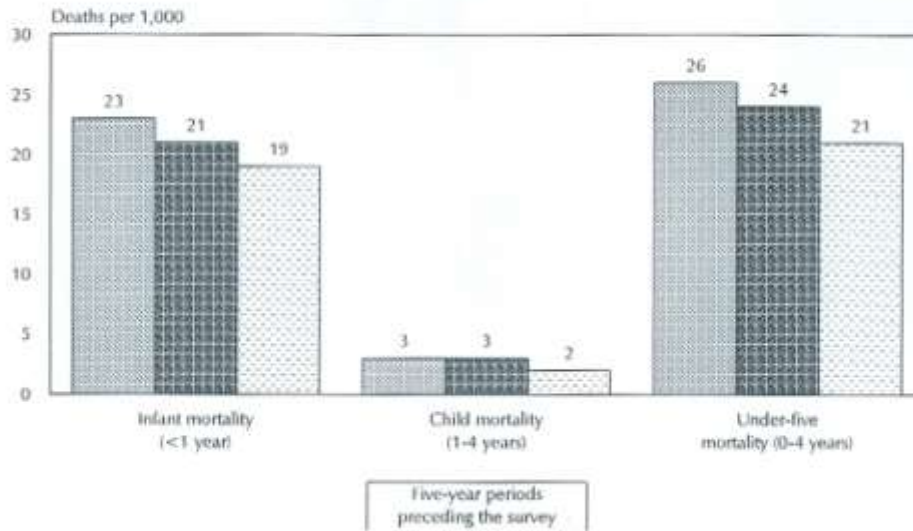 Deaths per 1,000
30
25
20
15
10
5
0
23
21
19
3
3
2
26
24
21
Infant mortality
(<1 year)
Child mortality
(1-4 years)
Under-five
mortality (0-4 years)
Five-year periods
preceding the survey